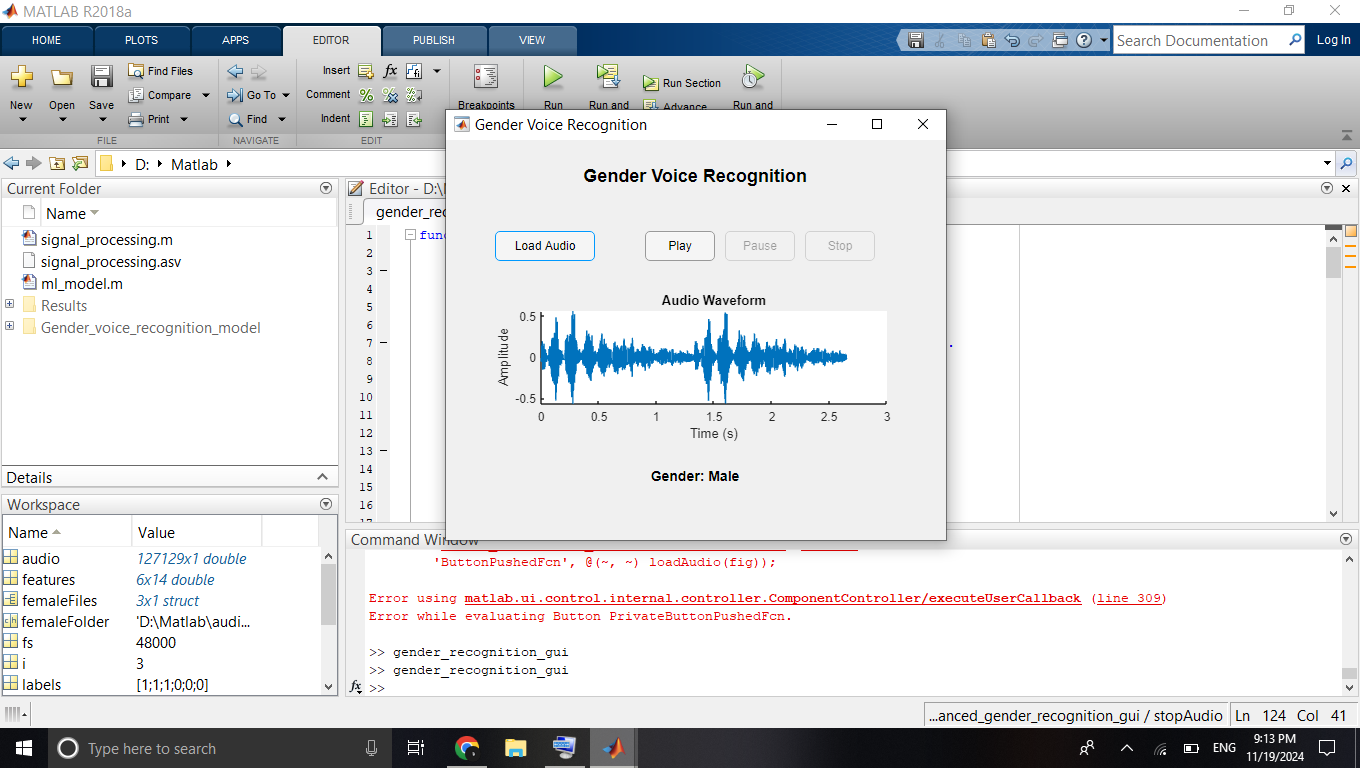 MATLAB R2018a
HOME PLOTS APPS EDITOR PUBLISH VIEW
Search Documentation Log In
New Open Save
Find Files
Compare
Print
Go To
Find
Insert
Comment
Indent
fx
Breakpoints
Run
Run and
Run Section
Advance
Run and
FILE NAVIGATE EDIT
D: Matlab
Current Folder
Name
signal_processing.m
signal_processing.asv
ml_model.m
Results
Gender_voice_recognition_model
Details
Workspace
Name Value
audio 127129x1 double
features 6x14 double
femaleFiles 3x1 struct
femaleFolder 'D:\Matlab\audi...
fs 48000
i 3
labels [1;1;1;0;0;0]
Editor - D:\
gender_rec
1 func
2
3
4
5
6
7
8
9
10
11
12
13
14
15
16
17
Gender Voice Recognition
Gender Voice Recognition
Load Audio Play Pause Stop
Audio Waveform
Amplitude
0.5
0
-0.5
0 0.5 1 1.5 2 2.5 3
Time (s)
Gender: Male
Command Window
'ButtonPushedFcn', @(~, ~) loadAudio(fig));
Error using matlab.ui.control.internal.controller.ComponentController/executeUserCallback (line 309)
Error while evaluating Button PrivateButtonPushedFcn.
>> gender_recognition_gui
>> gender_recognition_gui
fx >>
...anced_gender_recognition_gui / stopAudio Ln 124 Col 41
Type here to search
ENG
9:13 PM
11/19/2024